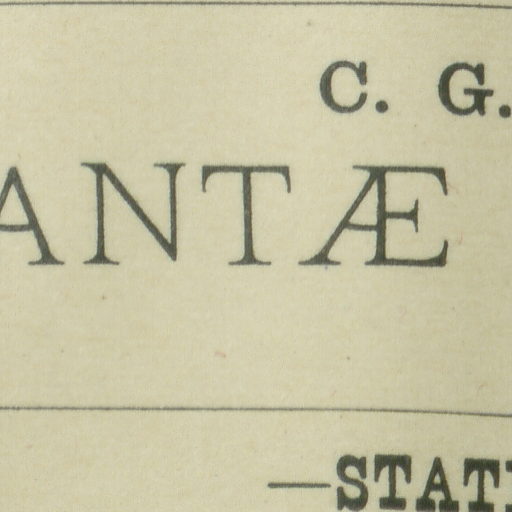 C. G.
ANTÆ
—STAT